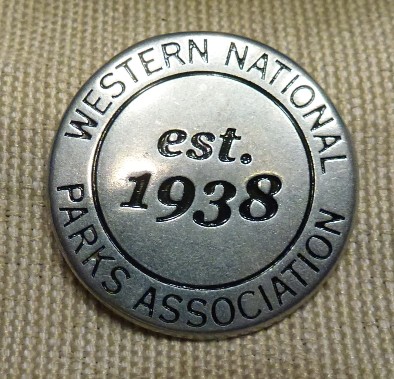 WESTERN NATIONAL
PARKS ASSOCIATION
est.
1938